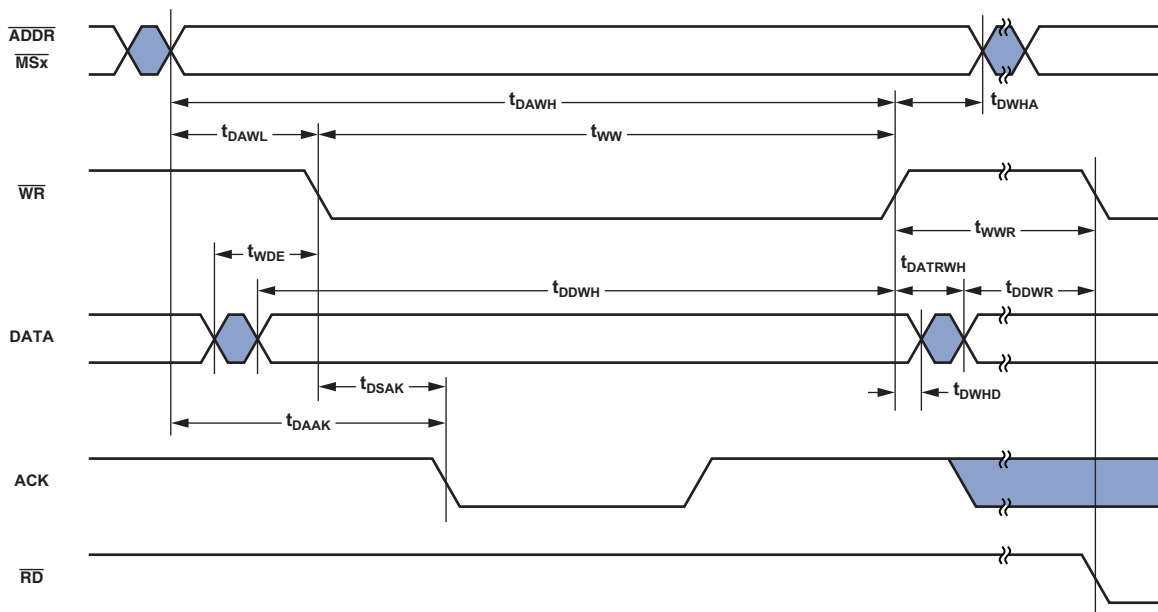 ADDR
MSx
tDAWH
tDWHA
tDAWL
tWW
WR
tWWR
tWDE
tDATRWH
tDDWH
tDDWR
DATA
tDSAK
tDWHD
tDAAK
ACK
RD